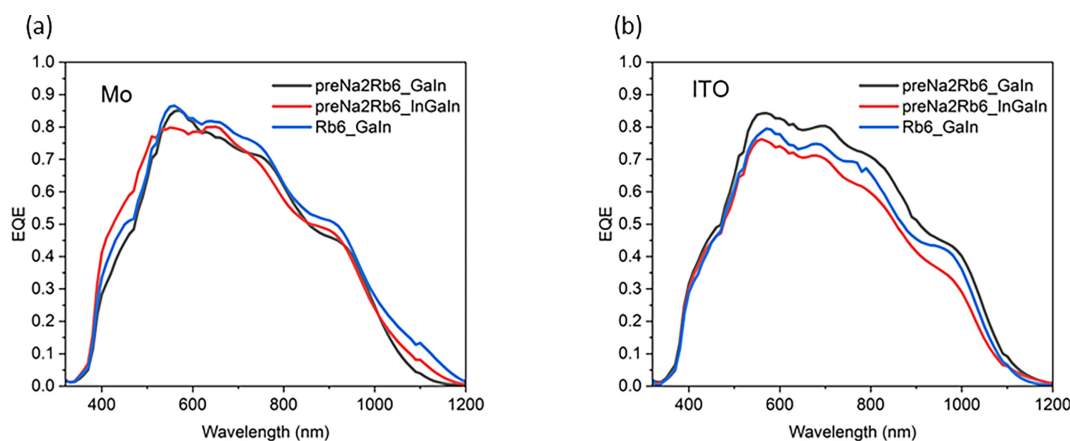 (a)
(b)
1.0
0.9
0.8
0.7
0.6
0.5
0.4
0.3
0.2
0.1
0.0
EQE
Mo
preNa2Rb6_GaIn
preNa2Rb6_InGaIn
Rb6_GaIn
400 600 800 1000 1200
Wavelength (nm)
1.0
0.9
0.8
0.7
0.6
0.5
0.4
0.3
0.2
0.1
0.0
EQE
ITO
preNa2Rb6_GaIn
preNa2Rb6_InGaIn
Rb6_GaIn
400 600 800 1000 1200
Wavelength (nm)